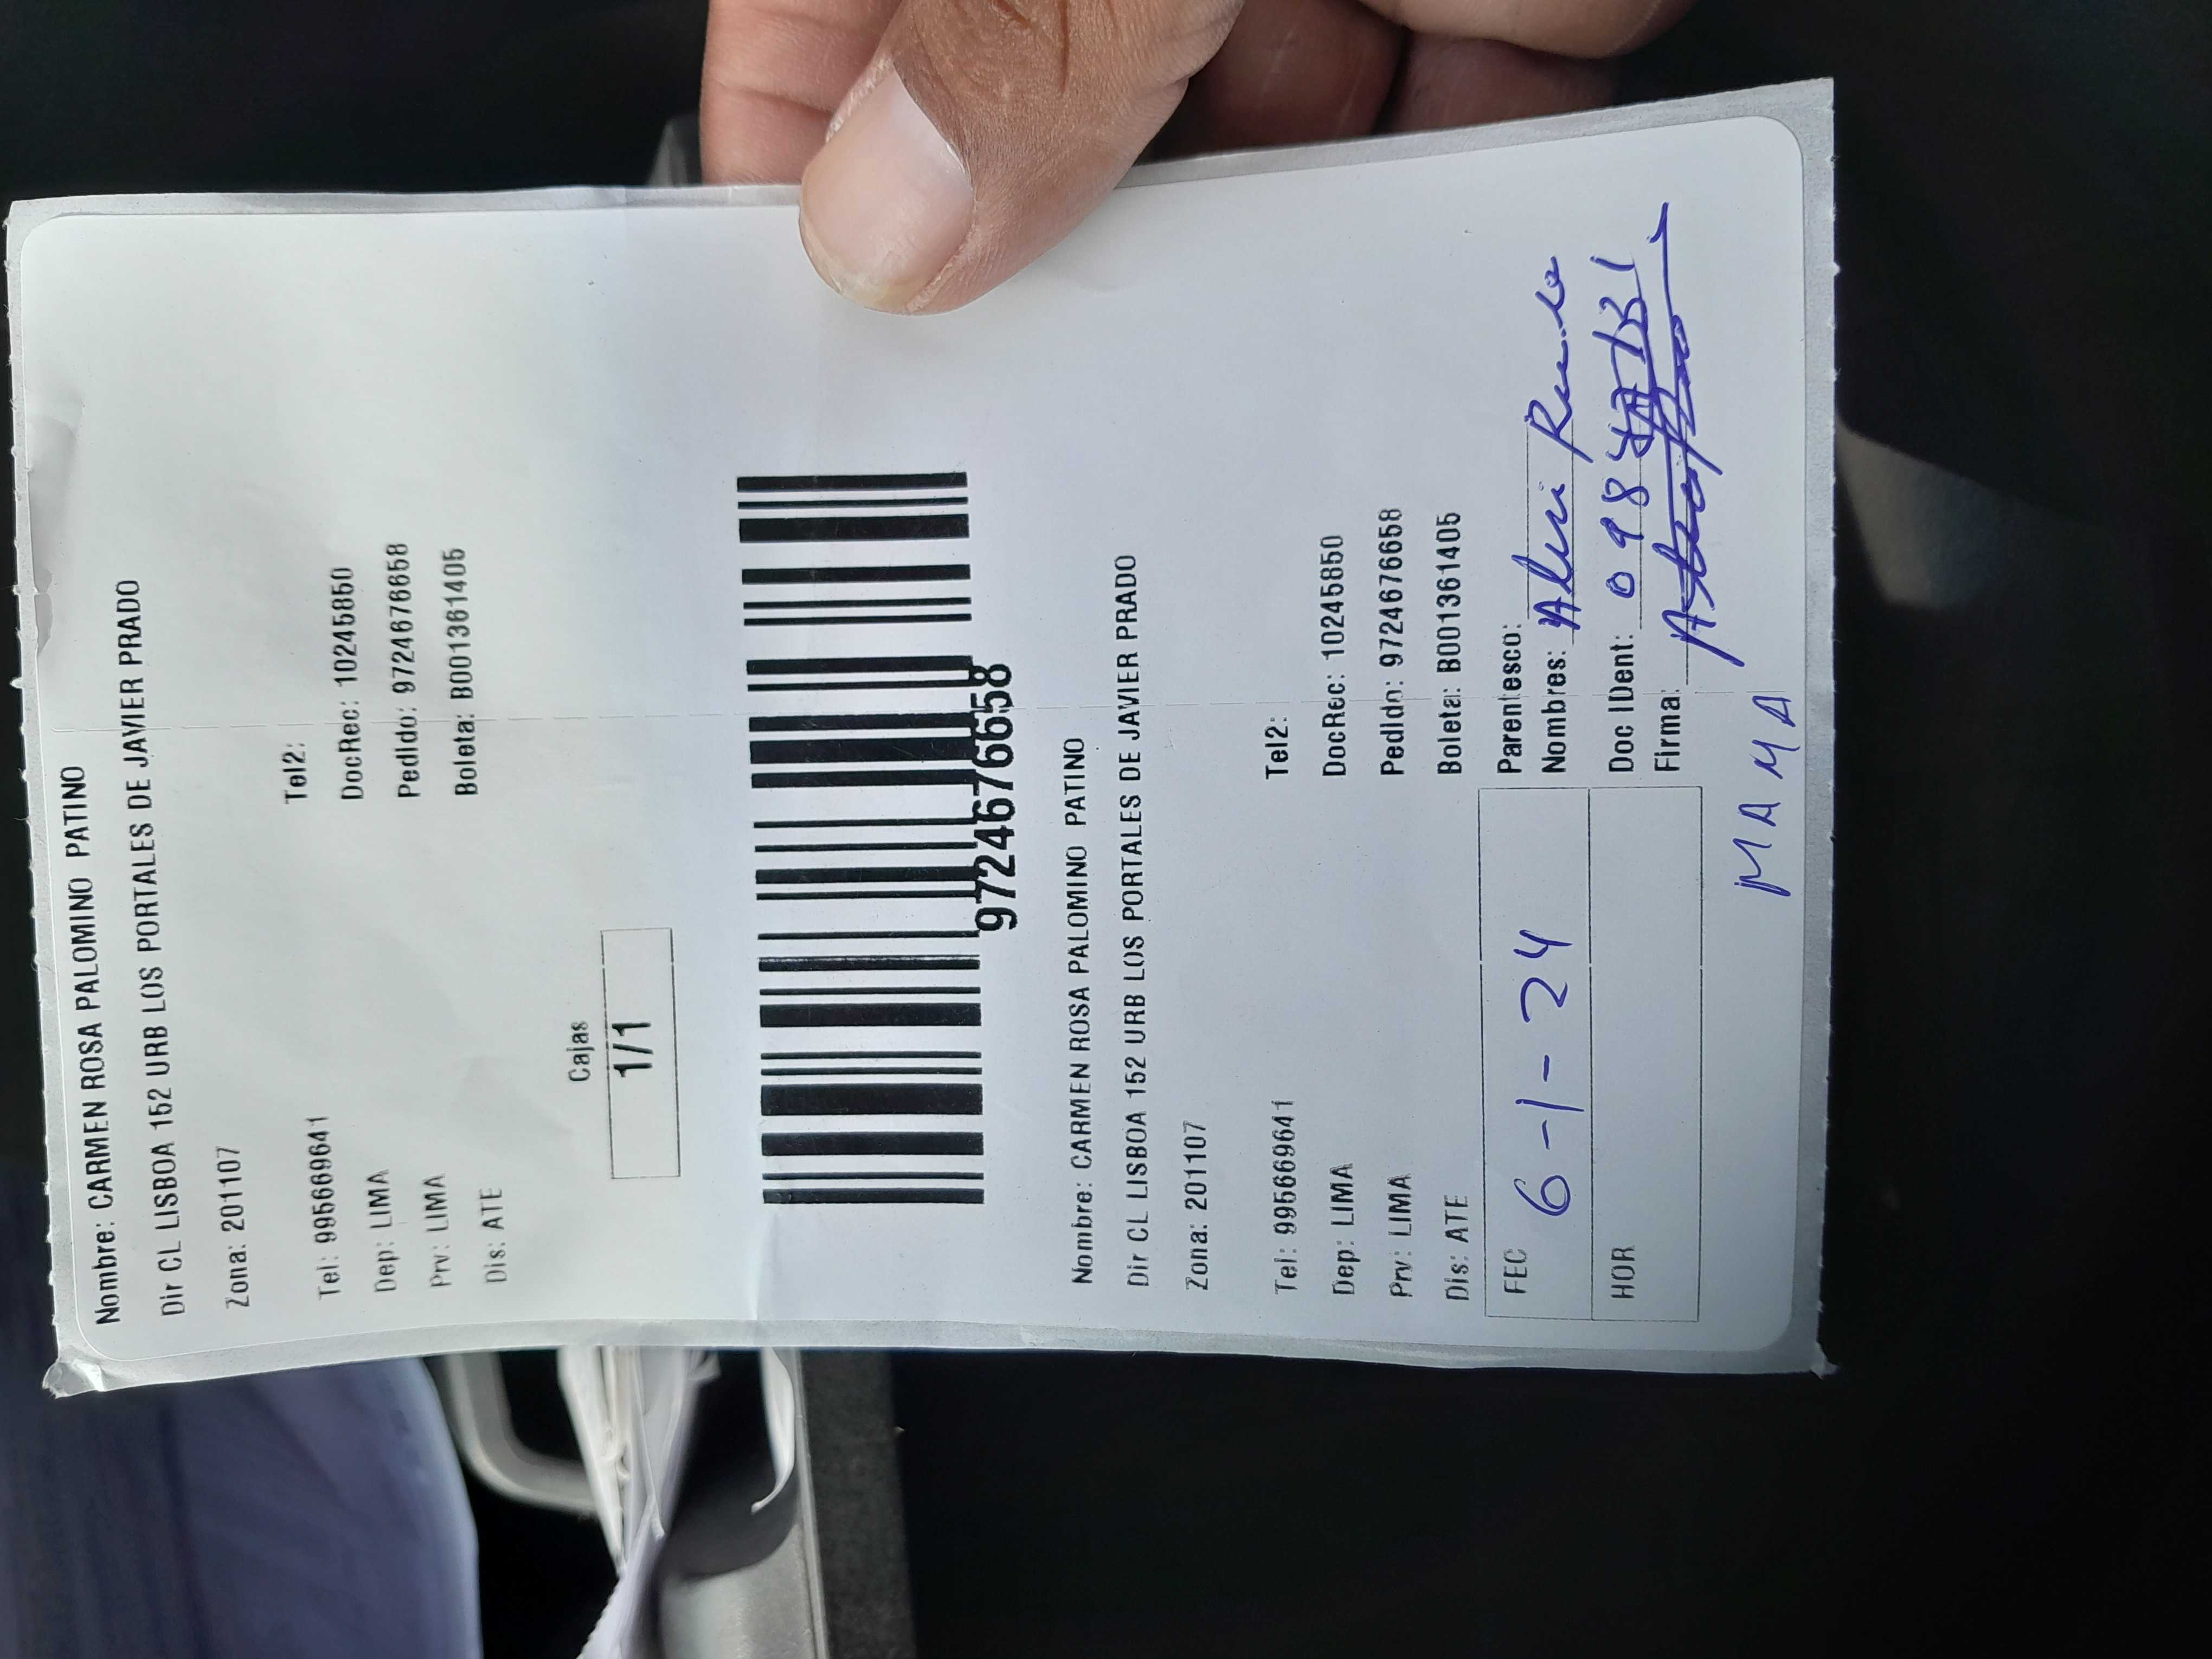 Nombre: CARMEN ROSA PALOMINO PATINO
Dir CL LISBOA 152 URB LOS PORTALES DE JAVIER PRADO
Zona: 201107
Tel: 995669641 Tel2:
Dep: LIMA DocRec: 10245850
Prv: LIMA Pedido: 9724676658
Dis: ATE Boleta: B001361405
Cajas
1/1
9724676658
Nombre: CARMEN ROSA PALOMINO PATINO
Dir CL LISBOA 152 URB LOS PORTALES DE JAVIER PRADO
Zona: 201107
Tel: 995669641 Tel2:
Dep: LIMA DocRec: 10245850
Prv: LIMA Pedido: 9724676658
Dis: ATE Boleta: B001361405
FEC 6-1-24
HOR
Parentesco:
Nombres:
Doc IDent:
Firma:
MAMA